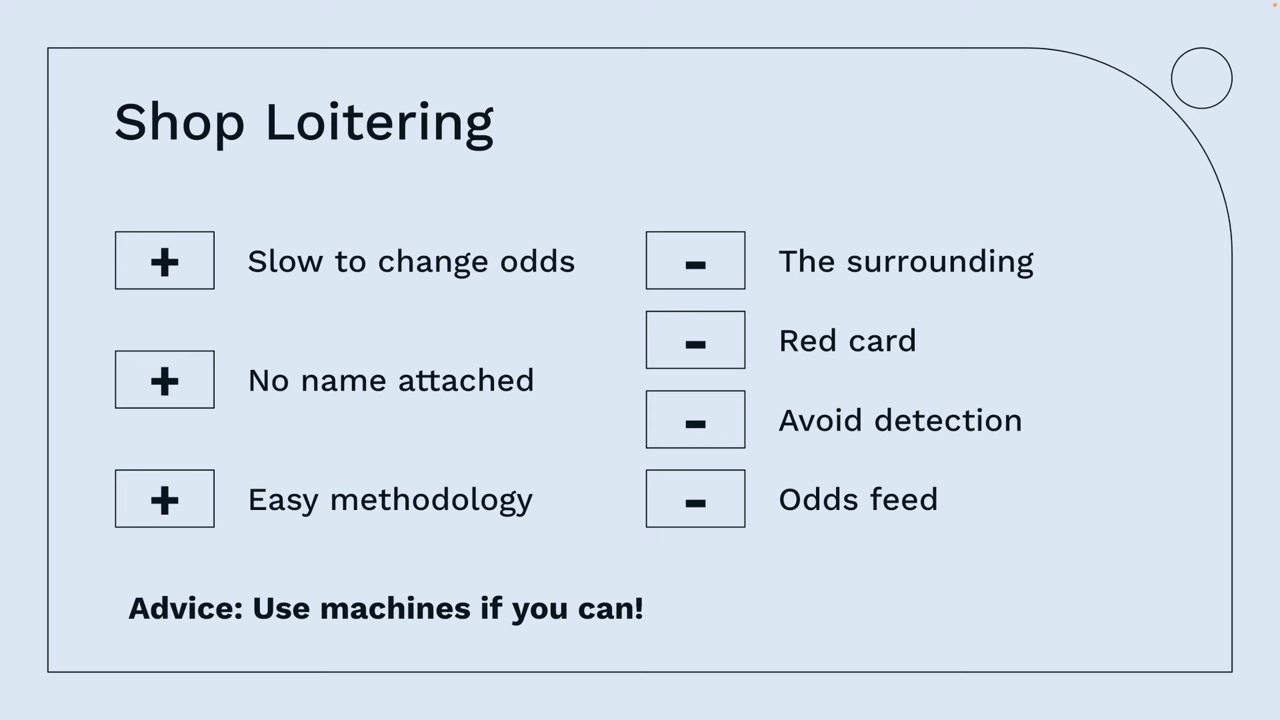 Shop Loitering
+ Slow to change odds
+ No name attached
+ Easy methodology
- The surrounding
- Red card
- Avoid detection
- Odds feed
Advice: Use machines if you can!